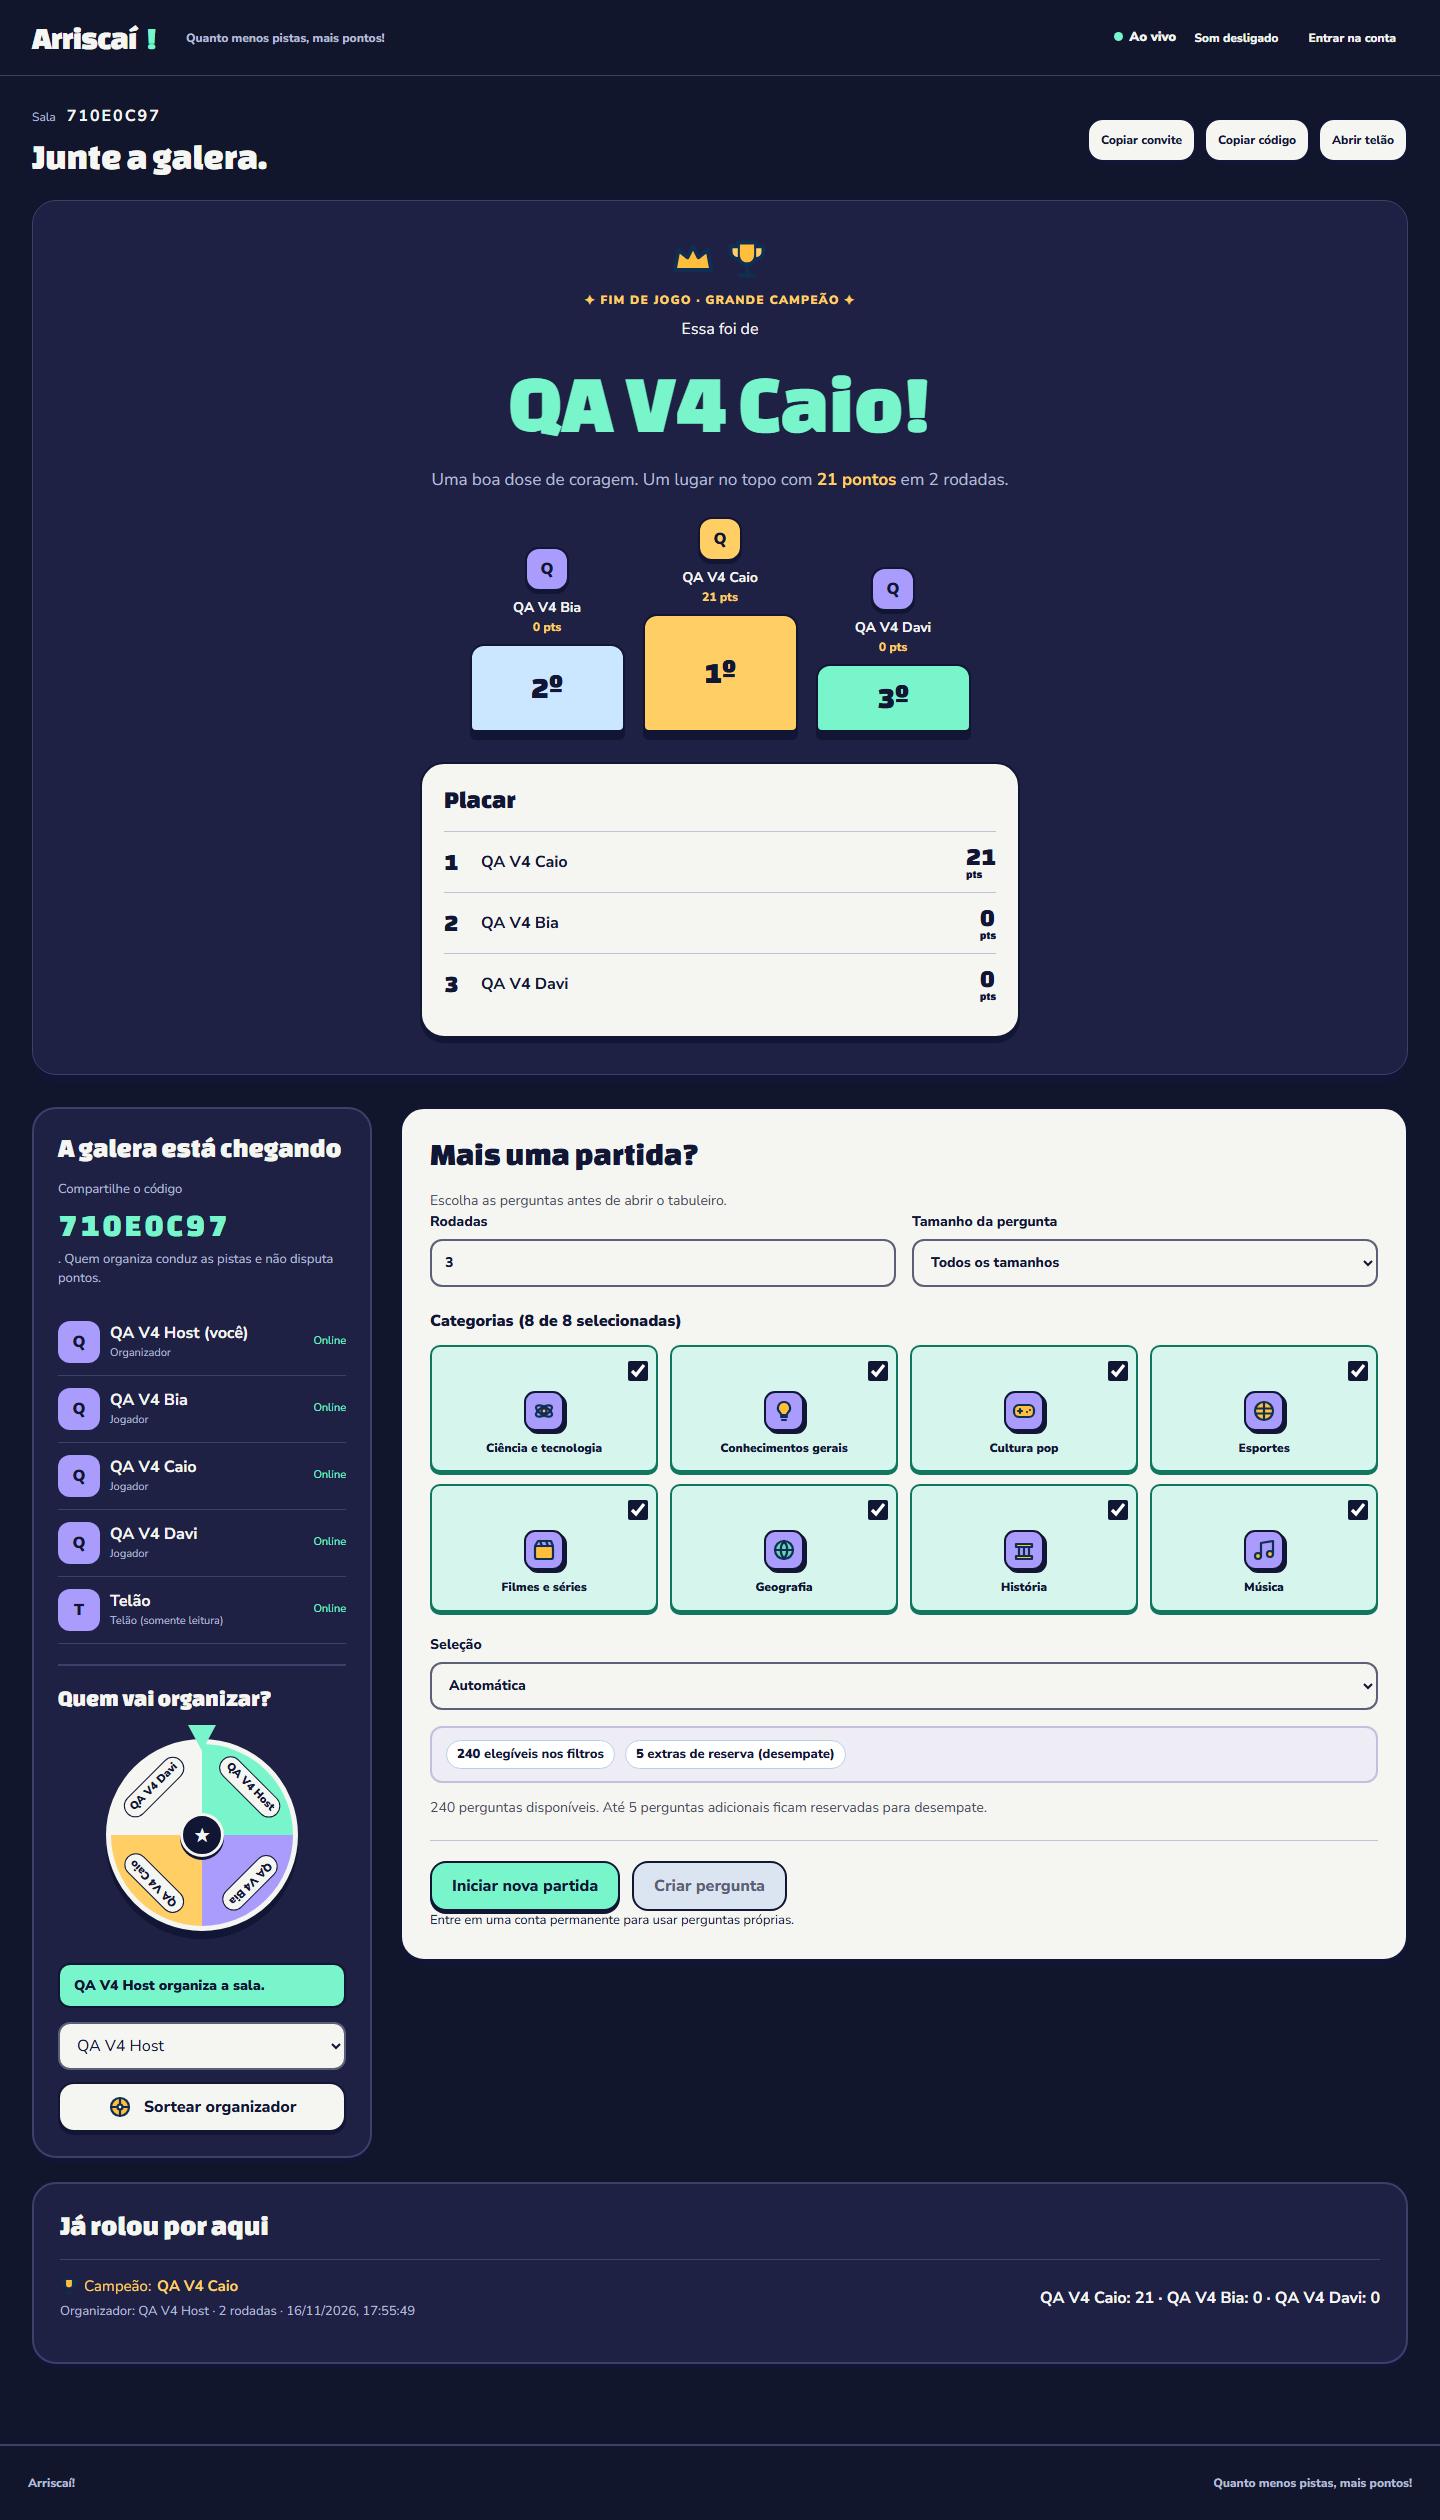 Arriscaí!
Quanto menos pistas, mais pontos!
Ao vivo
Som desligado
Entrar na conta
Sala 710E0C97
Junte a galera.
Copiar convite
Copiar código
Abrir telão
✦ FIM DE JOGO · GRANDE CAMPEÃO ✦
Essa foi de
QA V4 Caio!
Uma boa dose de coragem. Um lugar no topo com 21 pontos em 2 rodadas.
Q
QA V4 Bia
0 pts
2º
Q
QA V4 Caio
21 pts
1º
Q
QA V4 Davi
0 pts
3º
Placar
1 QA V4 Caio 21 pts
2 QA V4 Bia 0 pts
3 QA V4 Davi 0 pts
A galera está chegando
Compartilhe o código
710E0C97
. Quem organiza conduz as pistas e não disputa
pontos.
Q QA V4 Host (você) Online
Organizador
Q QA V4 Bia Online
Jogador
Q QA V4 Caio Online
Jogador
Q QA V4 Davi Online
Jogador
T Telão Online
Telão (somente leitura)
Quem vai organizar?
QA V4 Davi
QA V4 Host
QA V4 Caio
QA V4 Bia
QA V4 Host organiza a sala.
QA V4 Host
Sortear organizador
Mais uma partida?
Escolha as perguntas antes de abrir o tabuleiro.
Rodadas
3
Tamanho da pergunta
Todos os tamanhos
Categorias (8 de 8 selecionadas)
Ciência e tecnologia
Conhecimentos gerais
Cultura pop
Esportes
Filmes e séries
Geografia
História
Música
Seleção
Automática
240 elegíveis nos filtros
5 extras de reserva (desempate)
240 perguntas disponíveis. Até 5 perguntas adicionais ficam reservadas para desempate.
Iniciar nova partida
Criar pergunta
Entre em uma conta permanente para usar perguntas próprias.
Já rolou por aqui
Campeão: QA V4 Caio
Organizador: QA V4 Host · 2 rodadas · 16/11/2026, 17:55:49
QA V4 Caio: 21 · QA V4 Bia: 0 · QA V4 Davi: 0
Arriscaí!
Quanto menos pistas, mais pontos!